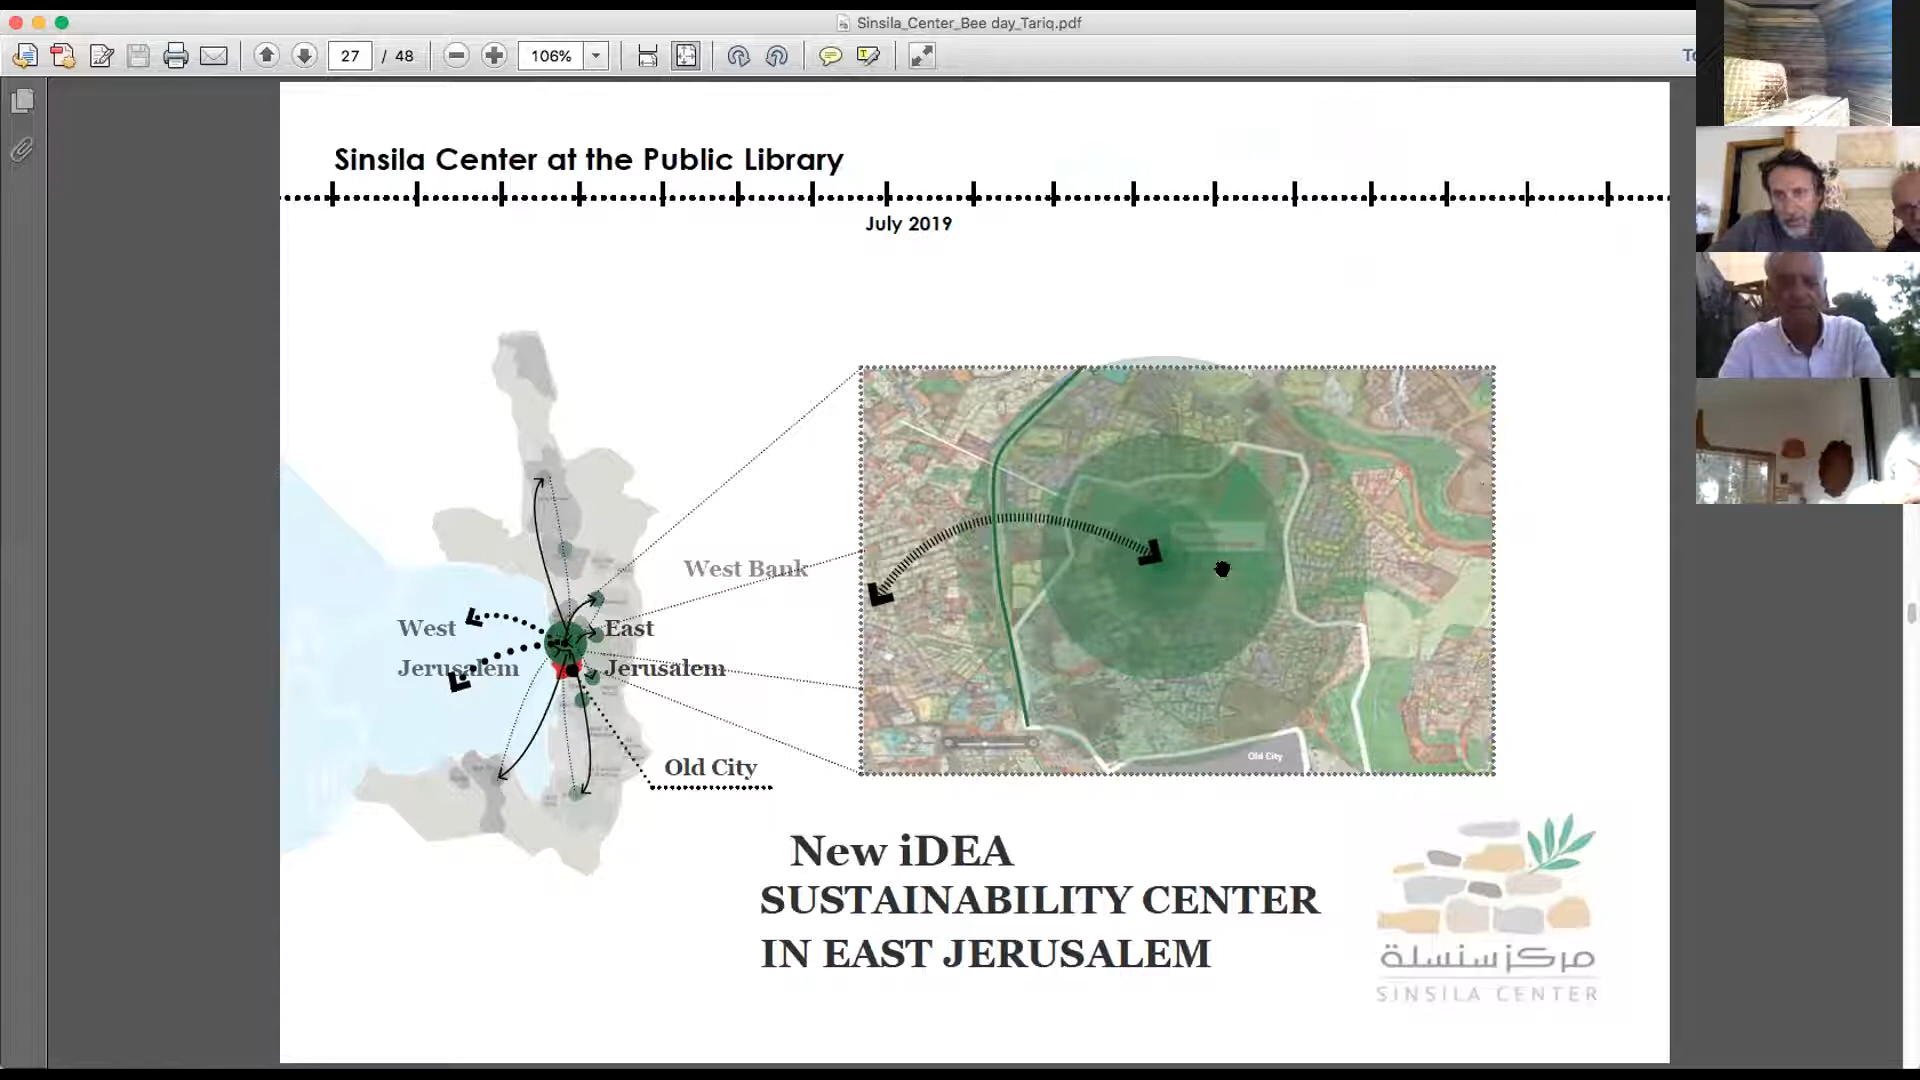 Sinsila_Center_Bee day_Tariq.pdf
27 / 48
106%
To
Sinsila Center at the Public Library
July 2019
West Bank
West
Jerusalem
East
Jerusalem
Old City
Old City
New iDEA
SUSTAINABILITY CENTER
IN EAST JERUSALEM
مركز سنسلة
SINSILA CENTER